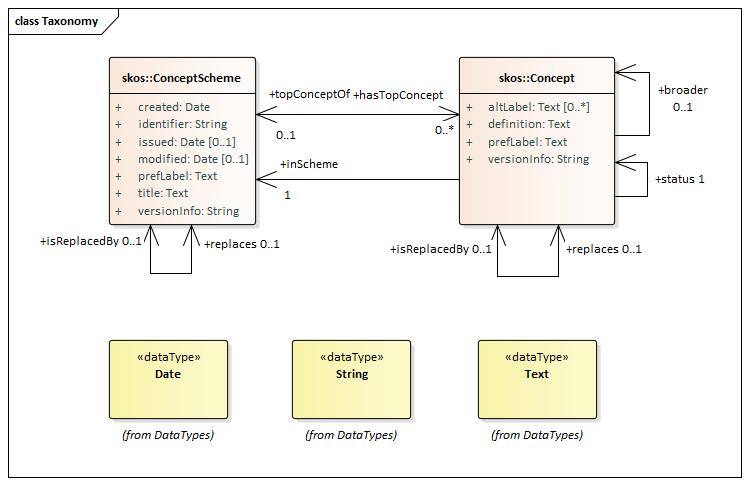 class Taxonomy
skos::ConceptScheme
+ created: Date
+ identifier: String
+ issued: Date [0..1]
+ modified: Date [0..1]
+ prefLabel: Text
+ title: Text
+ versionInfo: String
skos::Concept
+ altLabel: Text [0..*]
+ definition: Text
+ prefLabel: Text
+ versionInfo: String
+topConceptOf +hasTopConcept
0..1 0..*
+inScheme
1
+broader
0..1
+status 1
+isReplacedBy 0..1 +replaces 0..1
+isReplacedBy 0..1 +replaces 0..1
«dataType»
Date
(from DataTypes)
«dataType»
String
(from DataTypes)
«dataType»
Text
(from DataTypes)